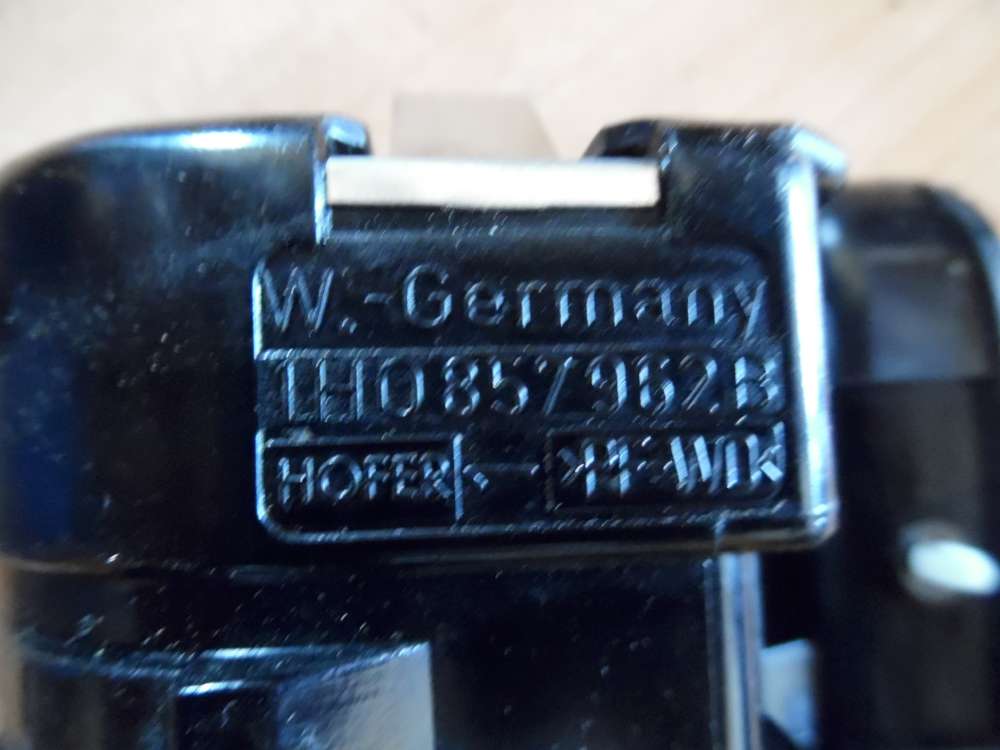 W.-Germany
1H0 857 962 B
HOFER